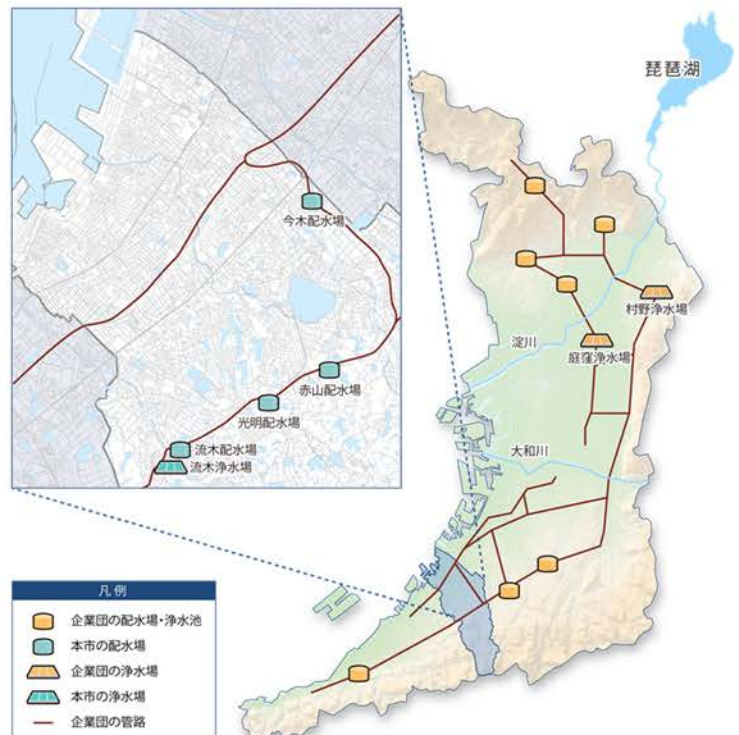 琵琶湖
今木配水場
村野浄水場
淀川
庭窪浄水場
赤山配水場
光明配水場
流木配水場
流木浄水場
大和川
凡例
企業団の配水場・浄水池
本市の配水場
企業団の浄水場
本市の浄水場
企業団の管路